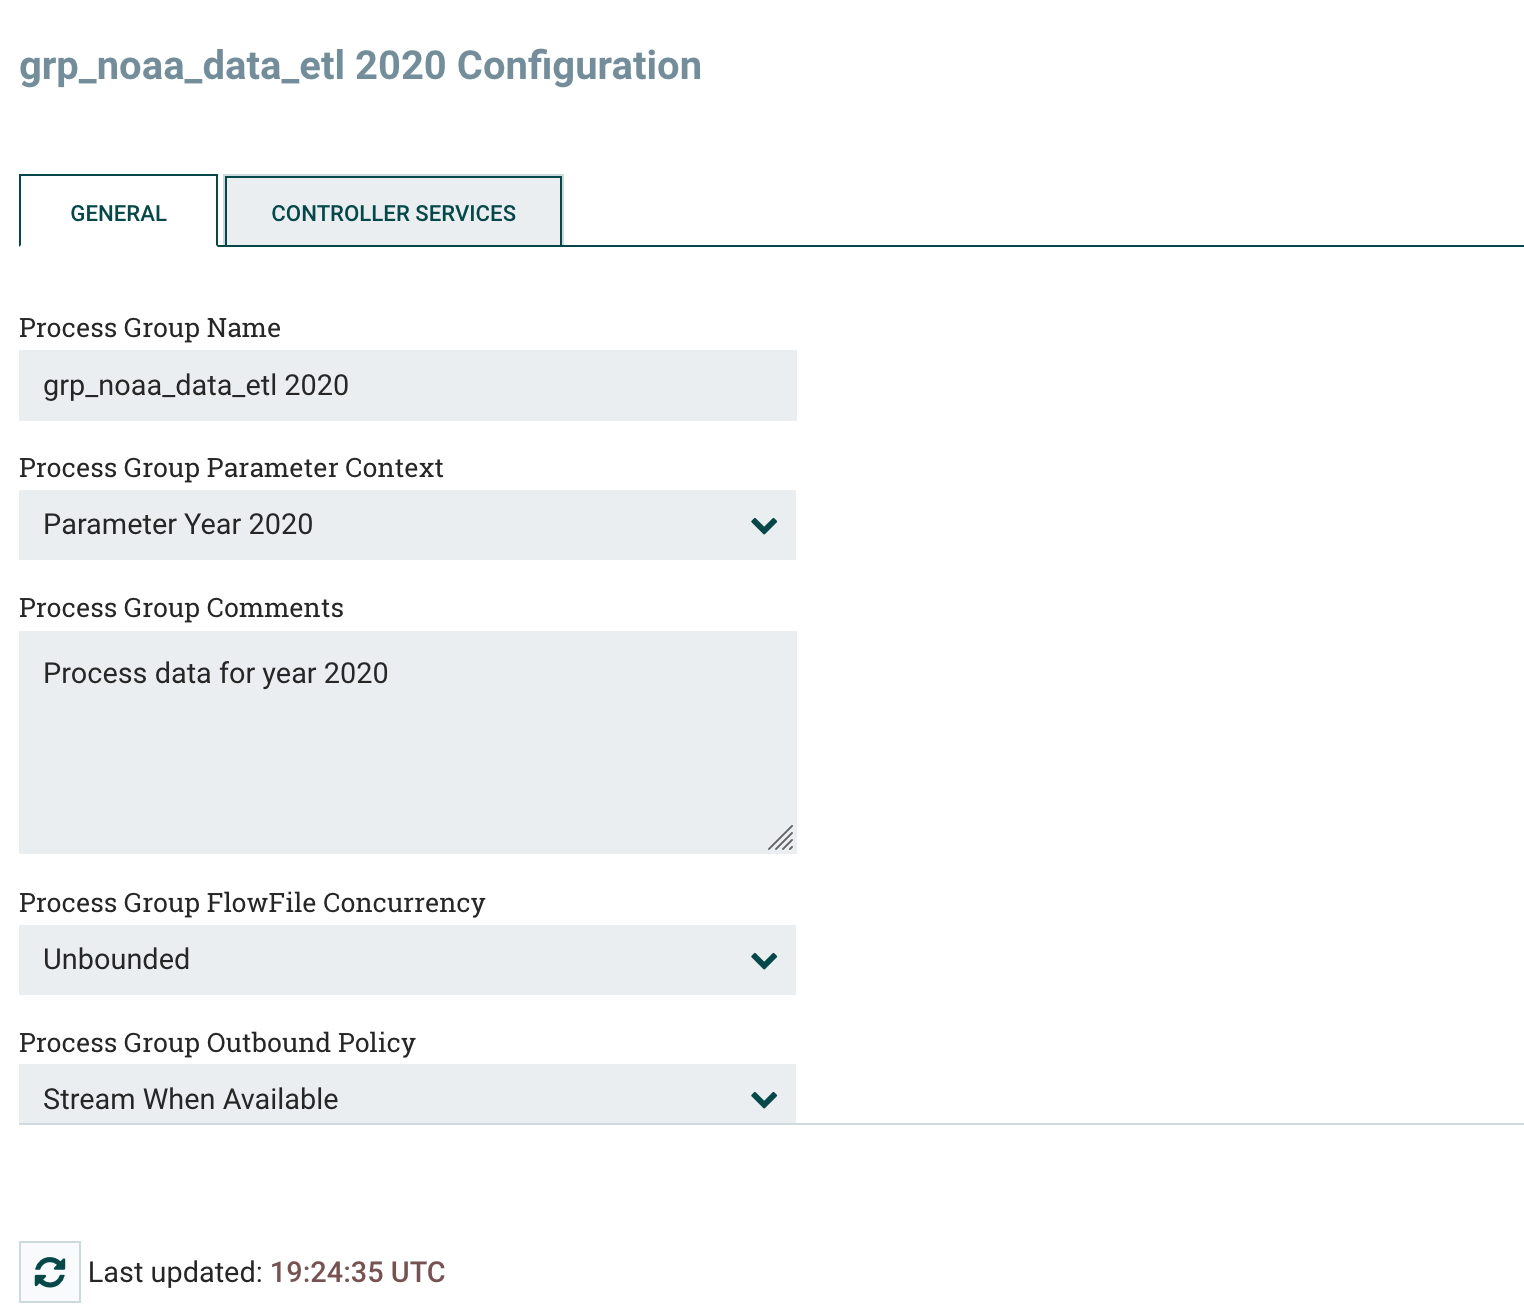 grp_noaa_data_etl 2020 Configuration
GENERAL
CONTROLLER SERVICES
Process Group Name
grp_noaa_data_etl 2020
Process Group Parameter Context
Parameter Year 2020
Process Group Comments
Process data for year 2020
Process Group FlowFile Concurrency
Unbounded
Process Group Outbound Policy
Stream When Available
Last updated: 19:24:35 UTC